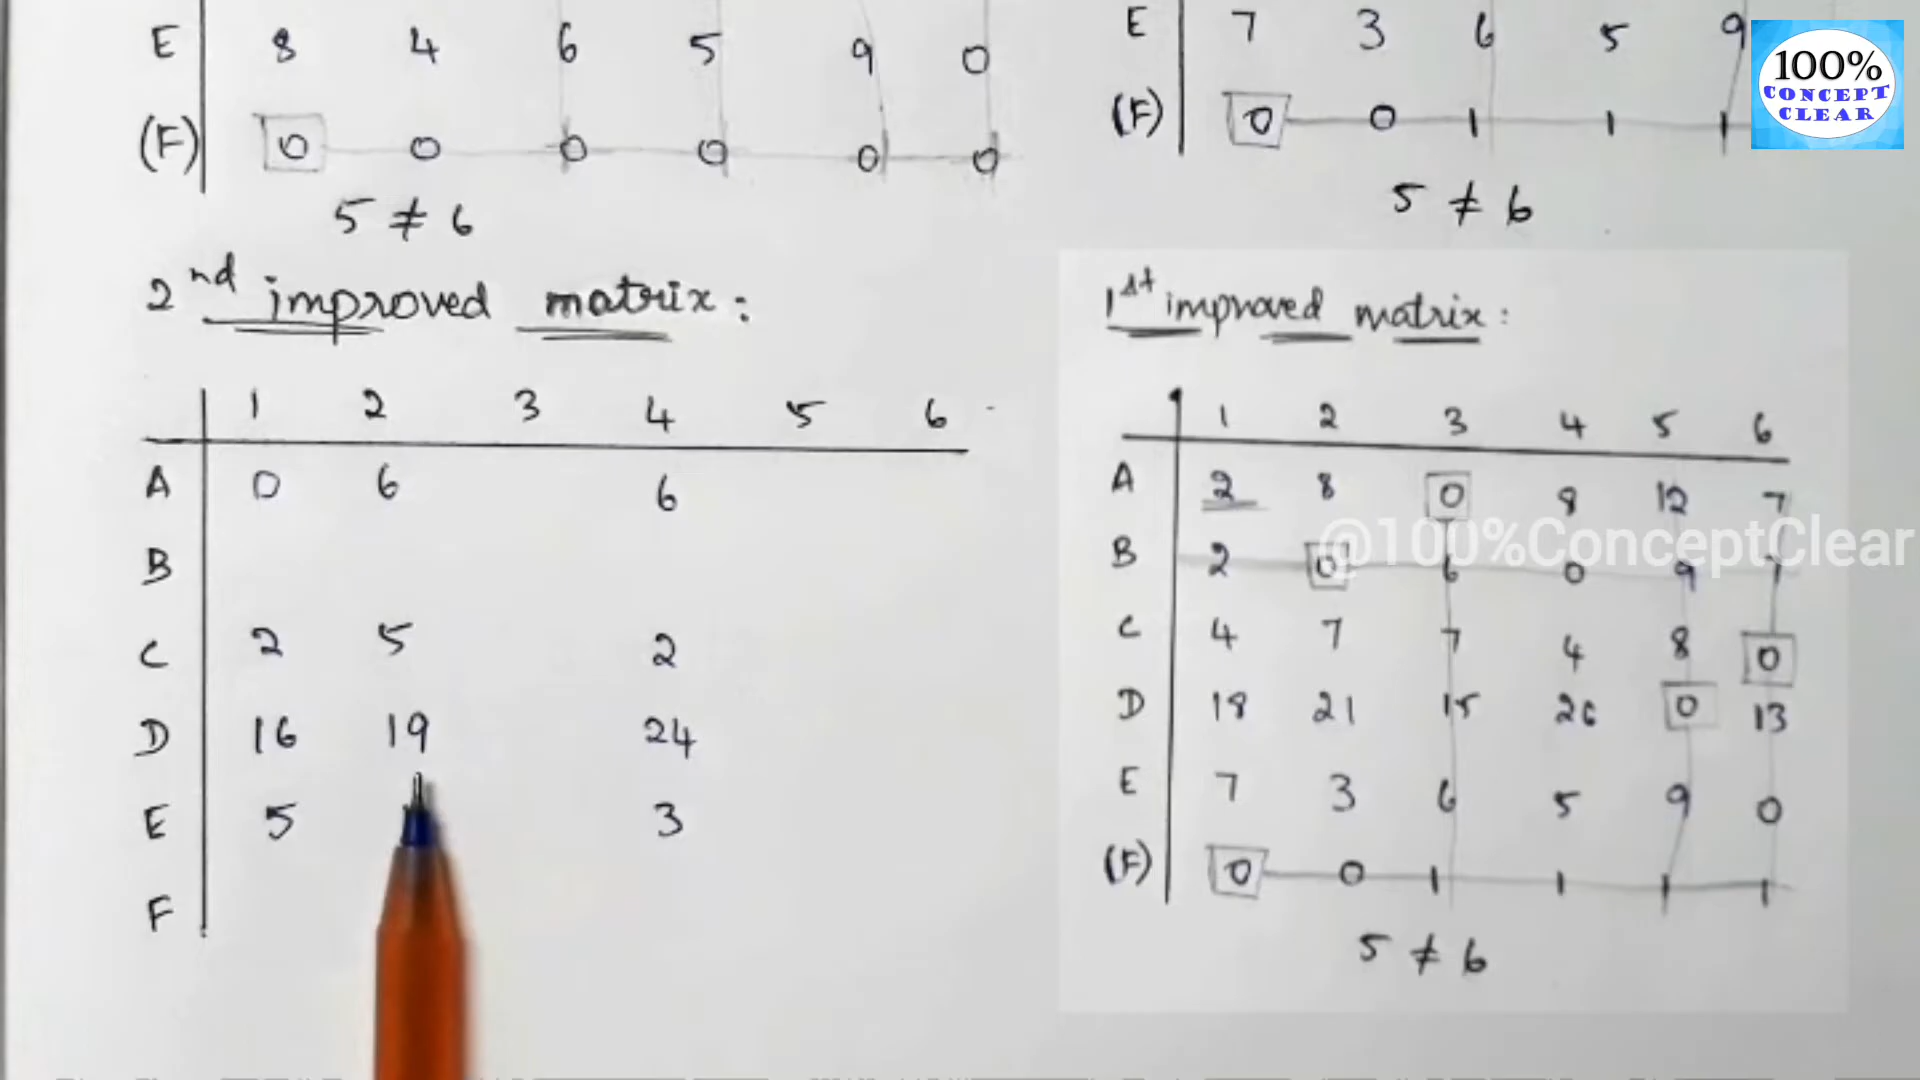 E 8 4 6 5 9 0
(F) 0 0 0 0 0 0
5 ≠ 6
2nd improved matrix:
1 2 3 4 5 6
A 0 6 6
B
C 2 5 2
D 16 19 24
E 5 3
F
E 7 3 6 5 9
(F) 0 0 1 1 1
5 ≠ 6
100%
CONCEPT
CLEAR
1st improved matrix:
1 2 3 4 5 6
A 2 8 0 8 12 7
@100%ConceptClear
B 2 0 6 0 9 7
C 4 7 7 4 8 0
D 18 21 15 26 0 13
E 7 3 6 5 9 0
(F) 0 0 1 1 1 1
5 ≠ 6